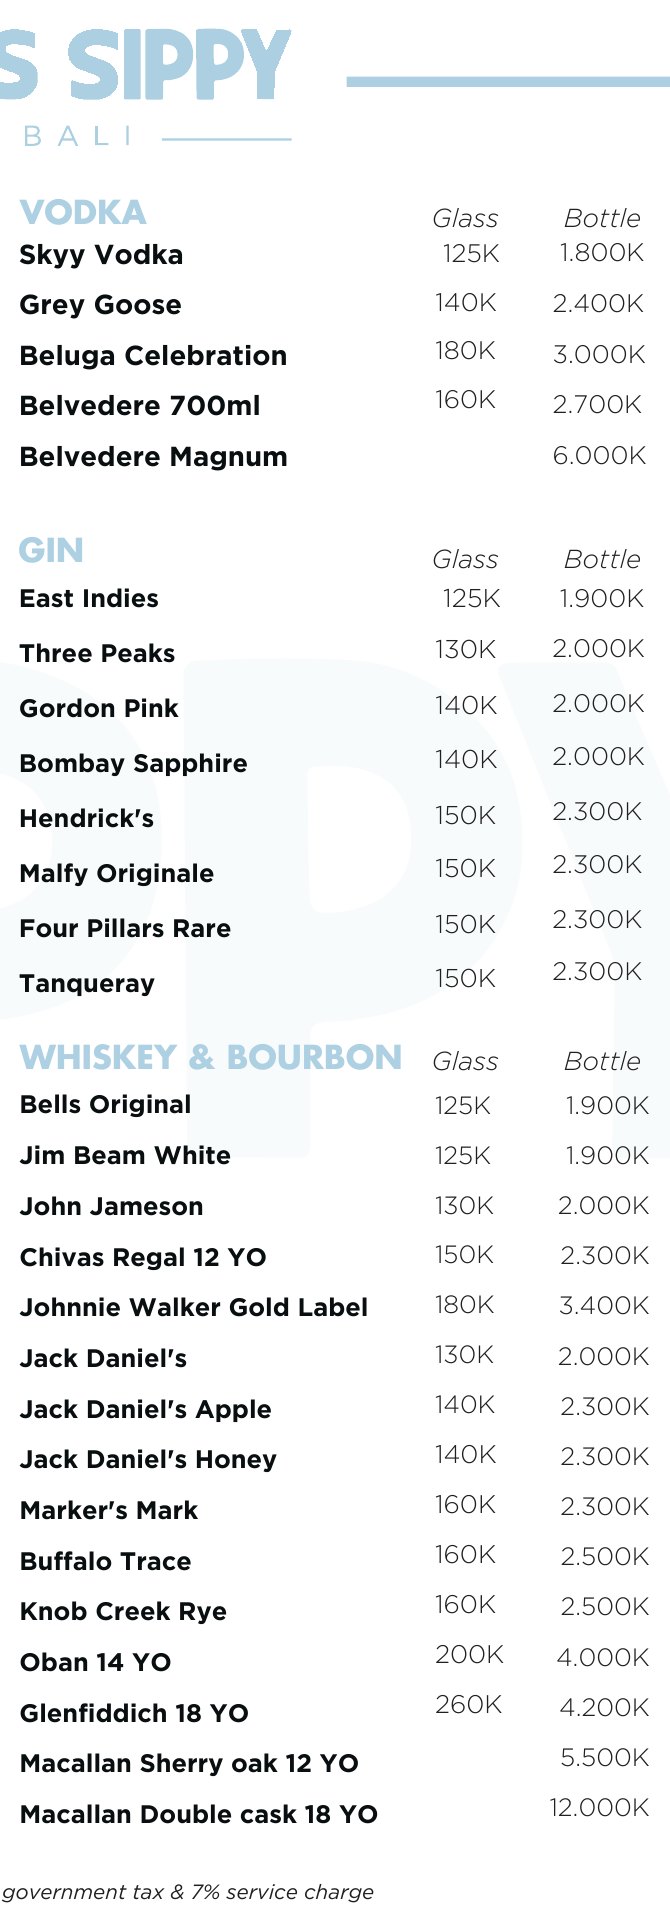 S SIPPY
BALI
VODKA Glass Bottle
Skyy Vodka 125K 1.800K
Grey Goose 140K 2.400K
Beluga Celebration 180K 3.000K
Belvedere 700ml 160K 2.700K
Belvedere Magnum 6.000K
GIN Glass Bottle
East Indies 125K 1.900K
Three Peaks 130K 2.000K
Gordon Pink 140K 2.000K
Bombay Sapphire 140K 2.000K
Hendrick's 150K 2.300K
Malfy Originale 150K 2.300K
Four Pillars Rare 150K 2.300K
Tanqueray 150K 2.300K
WHISKEY & BOURBON Glass Bottle
Bells Original 125K 1.900K
Jim Beam White 125K 1.900K
John Jameson 130K 2.000K
Chivas Regal 12 YO 150K 2.300K
Johnnie Walker Gold Label 180K 3.400K
Jack Daniel's 130K 2.000K
Jack Daniel's Apple 140K 2.300K
Jack Daniel's Honey 140K 2.300K
Marker's Mark 160K 2.300K
Buffalo Trace 160K 2.500K
Knob Creek Rye 160K 2.500K
Oban 14 YO 200K 4.000K
Glenfiddich 18 YO 260K 4.200K
Macallan Sherry oak 12 YO 5.500K
Macallan Double cask 18 YO 12.000K
government tax & 7% service charge